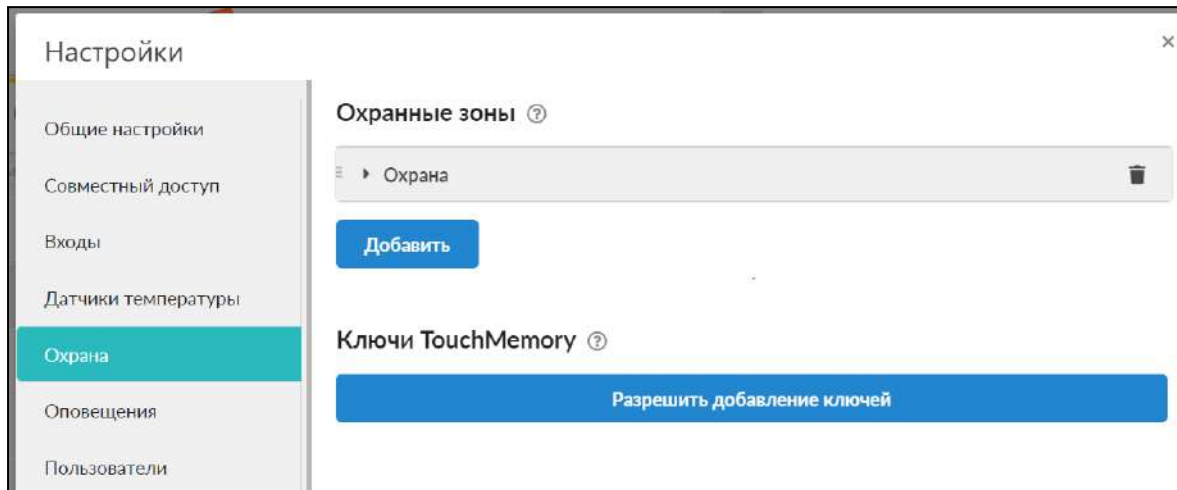 Настройки
×
Общие настройки
Совместный доступ
Входы
Датчики температуры
Охрана
Оповещения
Пользователи
Охранные зоны ?
Охрана
Добавить
Ключи TouchMemory ?
Разрешить добавление ключей